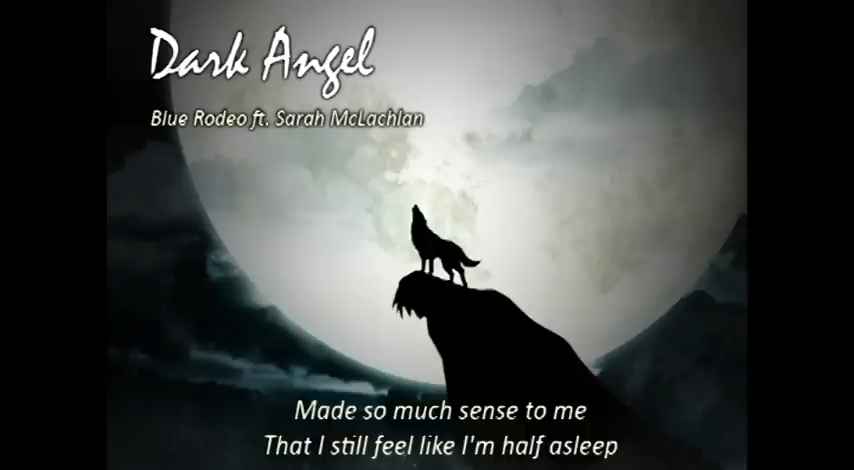 Dark Angel
Blue Rodeo ft. Sarah McLachlan
Made so much sense to me
That I still feel like I'm half asleep